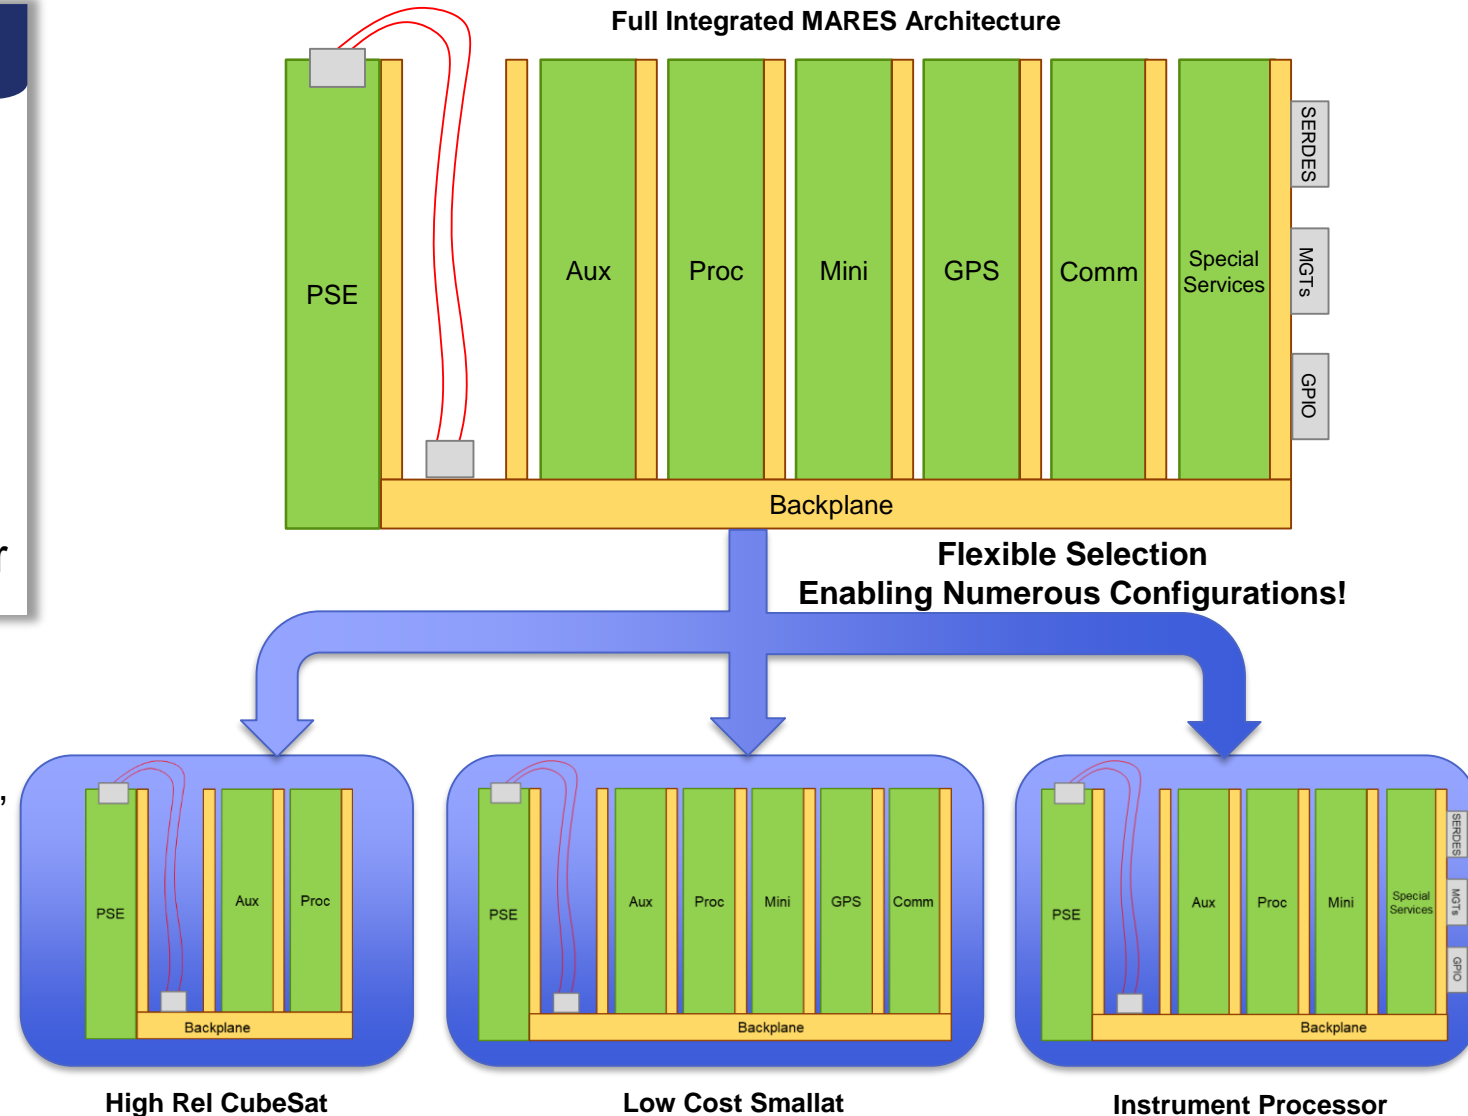 Full Integrated MARES Architecture
PSE
Aux
Proc
Mini
GPS
Comm
Special
Services
SERDES
MGTs
GPIO
Backplane
r
Flexible Selection
Enabling Numerous Configurations!
,
PSE
Aux
Proc
Backplane
High Rel CubeSat
PSE
Aux
Proc
Mini
GPS
Comm
Backplane
Low Cost Smallat
PSE
Aux
Proc
Mini
Special
Services
SERDES
MGTs
GPIO
Backplane
Instrument Processor